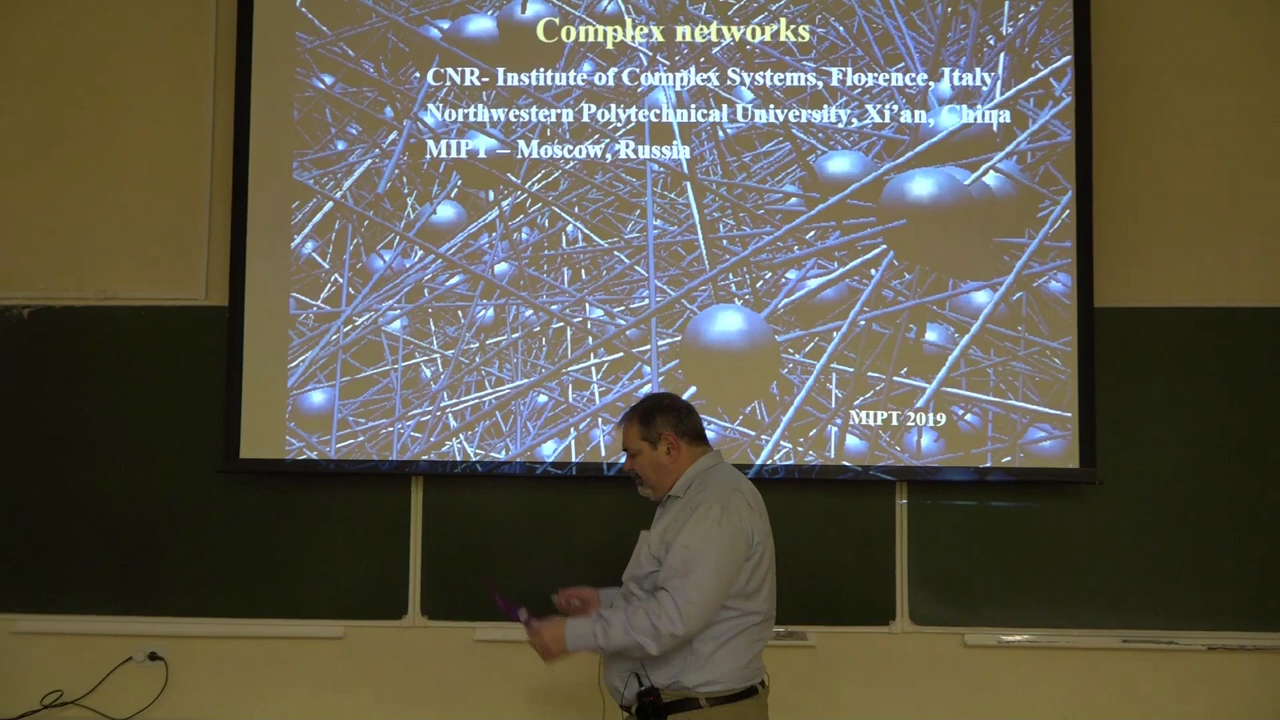 Complex networks
CNR- Institute of Complex Systems, Florence, Italy
Northwestern Polytechnical University, Xi’an, China
MIPT – Moscow, Russia
MIPT 2019